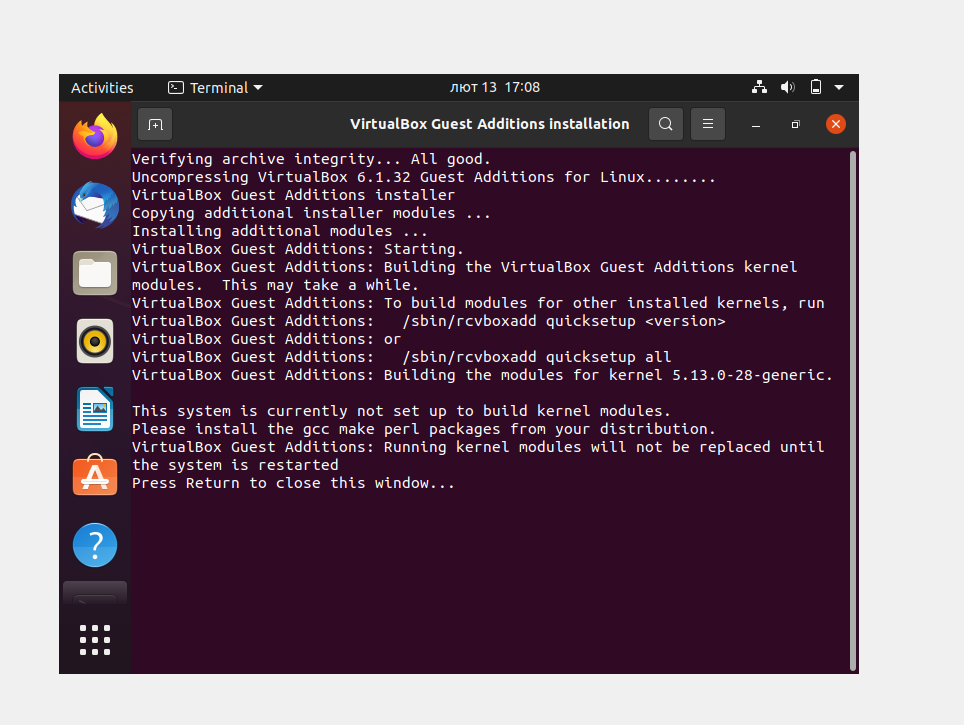 Activities
Terminal
лют 13 17:08
VirtualBox Guest Additions installation
Verifying archive integrity... All good.
Uncompressing VirtualBox 6.1.32 Guest Additions for Linux........
VirtualBox Guest Additions installer
Copying additional installer modules ...
Installing additional modules ...
VirtualBox Guest Additions: Starting.
VirtualBox Guest Additions: Building the VirtualBox Guest Additions kernel
modules.  This may take a while.
VirtualBox Guest Additions: To build modules for other installed kernels, run
VirtualBox Guest Additions:   /sbin/rcvboxadd quicksetup <version>
VirtualBox Guest Additions: or
VirtualBox Guest Additions:   /sbin/rcvboxadd quicksetup all
VirtualBox Guest Additions: Building the modules for kernel 5.13.0-28-generic.
This system is currently not set up to build kernel modules.
Please install the gcc make perl packages from your distribution.
VirtualBox Guest Additions: Running kernel modules will not be replaced until
the system is restarted
Press Return to close this window...